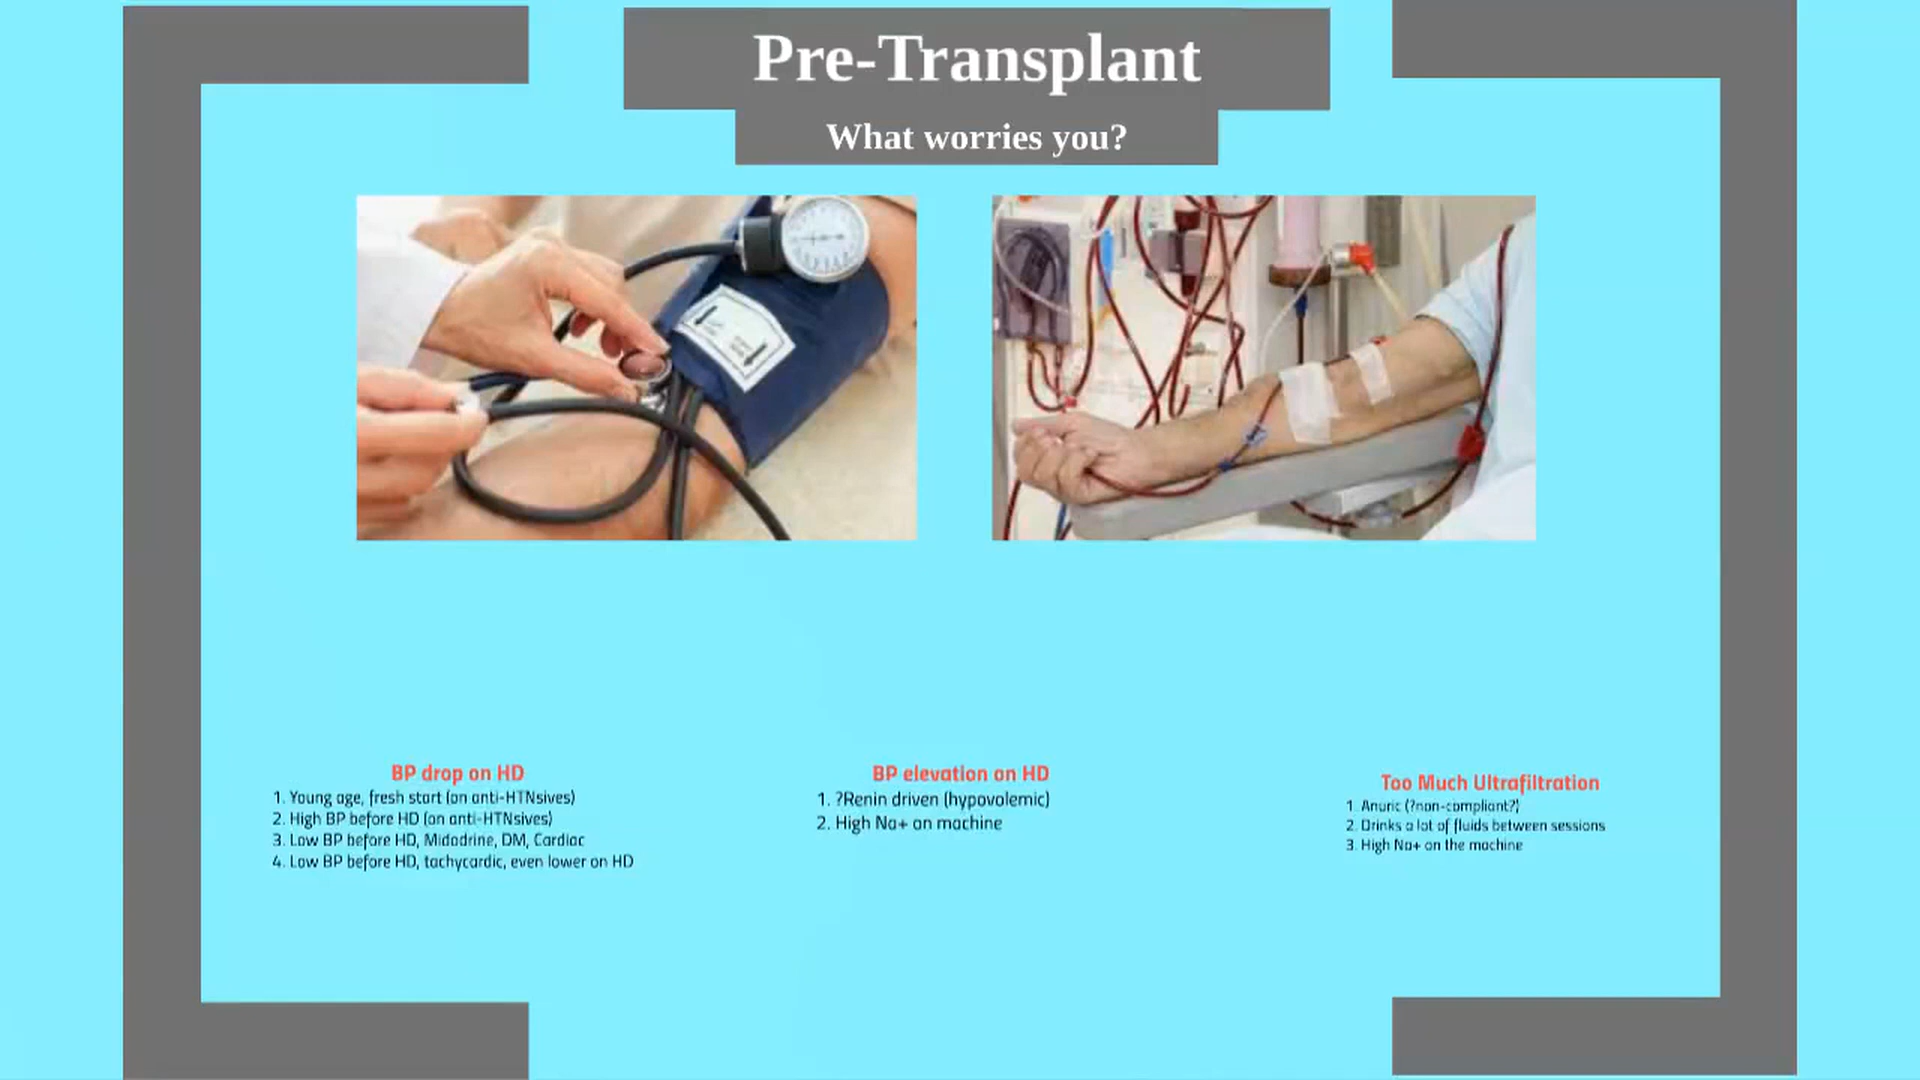 Pre-Transplant
What worries you?
BP drop on HD
1. Young age, fresh start (on anti-HTNsives)
2. High BP before HD (on anti-HTNsives)
3. Low BP before HD, Midodrine, DM, Cardiac
4. Low BP before HD, tachycardic, even lower on HD
BP elevation on HD
1. ?Renin driven (hypovolemic)
2. High Na+ on machine
Too Much Ultrafiltration
1. Anuric (?non-compliant?)
2. Drinks a lot of fluids between sessions
3. High Na+ on the machine